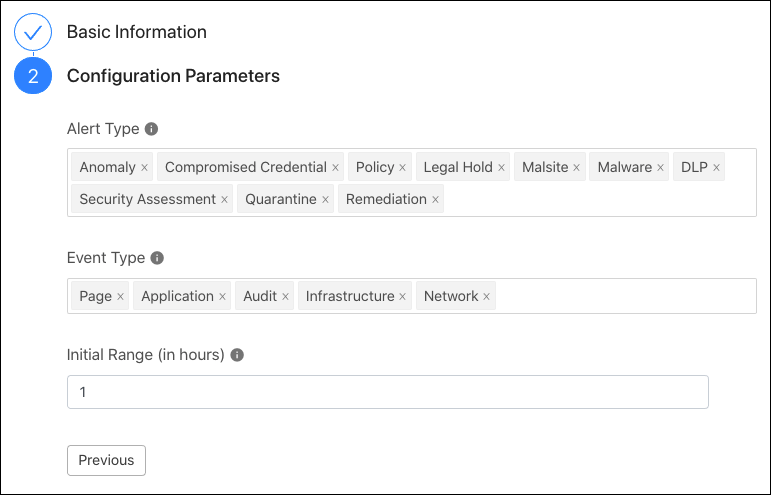 Basic Information
2 Configuration Parameters
Alert Type
Anomaly × Compromised Credential × Policy × Legal Hold × Malsite × Malware × DLP ×
Security Assessment × Quarantine × Remediation ×
Event Type
Page × Application × Audit × Infrastructure × Network ×
Initial Range (in hours)
1
Previous